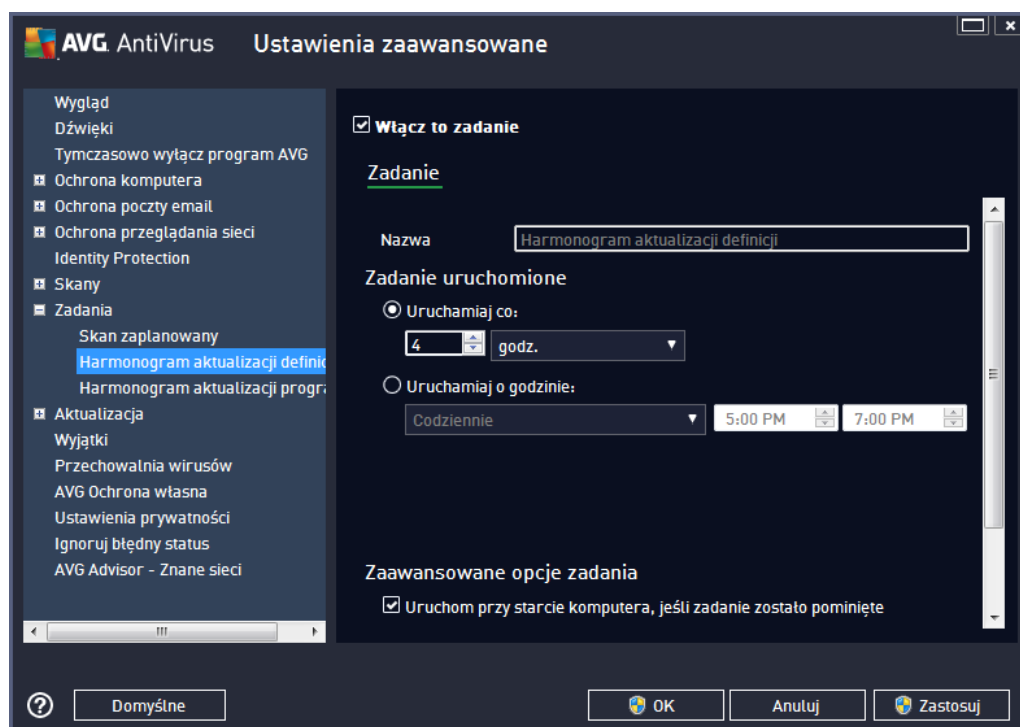 AVG. AntiVirus Ustawienia zaawansowane
Wygląd
Dźwięki
Tymczasowo wyłącz program AVG
Ochrona komputera
Ochrona poczty email
Ochrona przeglądania sieci
Identity Protection
Skany
Zadania
Skan zaplanowany
Harmonogram aktualizacji definic
Harmonogram aktualizacji progra
Aktualizacja
Wyjątki
Przechowalnia wirusów
AVG Ochrona własna
Ustawienia prywatności
Ignoruj błędny status
AVG Advisor - Znane sieci
Włącz to zadanie
Zadanie
Nazwa Harmonogram aktualizacji definicji
Zadanie uruchomione
Uruchamiaj co:
4 godz.
Uruchamiaj o godzinie:
Codziennie 5:00 PM 7:00 PM
Zaawansowane opcje zadania
Uruchom przy starcie komputera, jeśli zadanie zostało pominięte
? Domyślne OK Anuluj Zastosuj